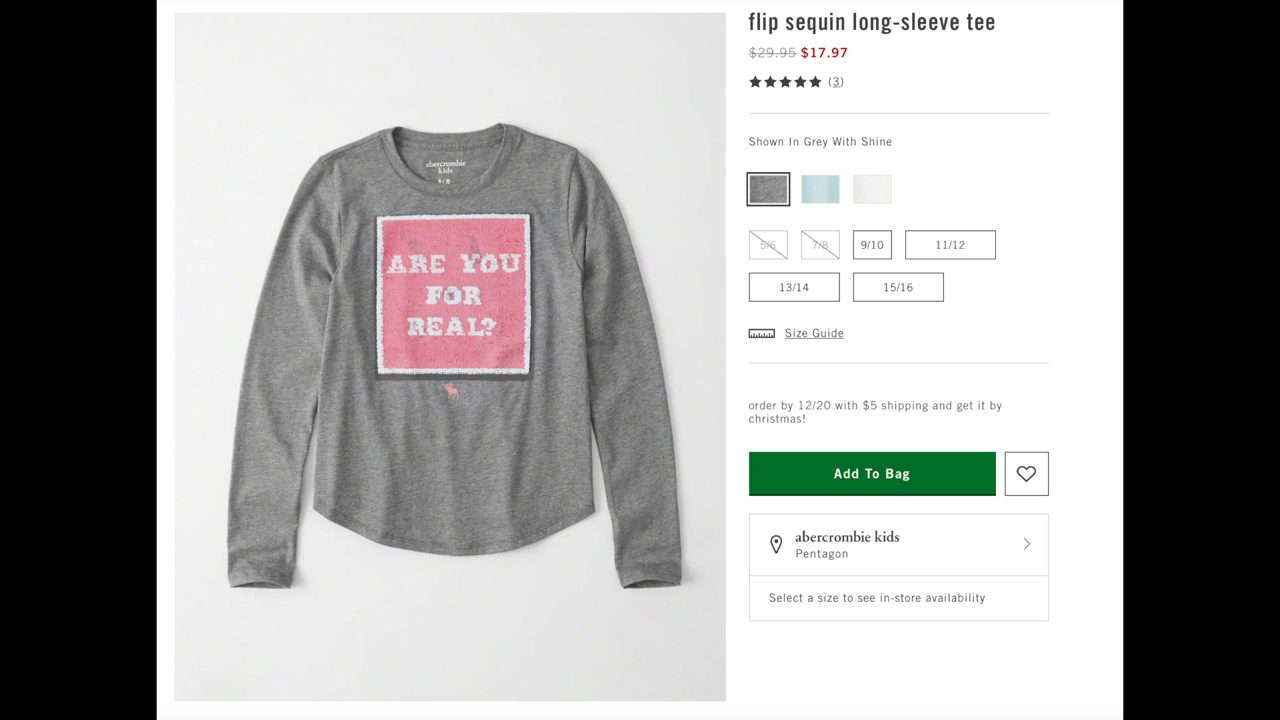 abercrombie
kids
ARE YOU
FOR
REAL?
flip sequin long-sleeve tee
$29.95 $17.97
(3)
Shown In Grey With Shine
5/6 7/8 9/10 11/12
13/14 15/16
Size Guide
order by 12/20 with $5 shipping and get it by
christmas!
Add To Bag
abercrombie kids
Pentagon
Select a size to see in-store availability